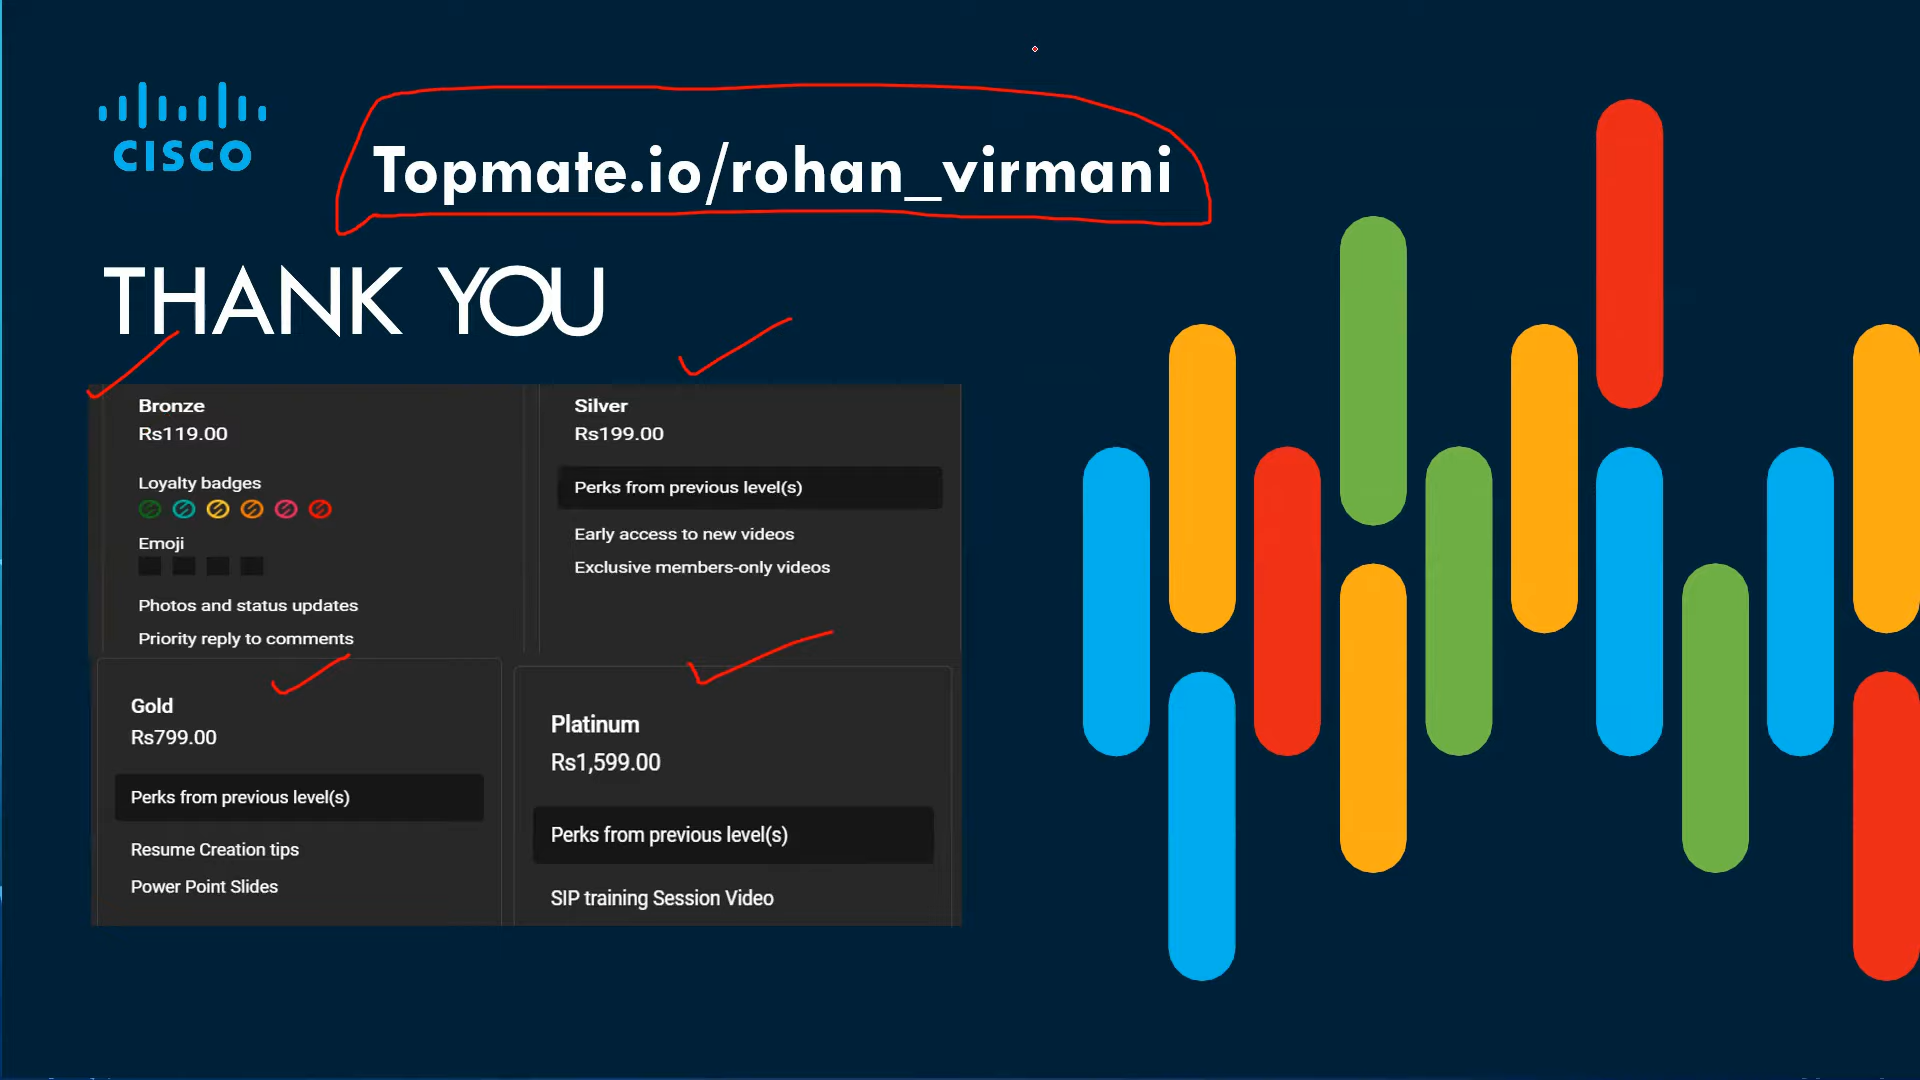 CISCO
Topmate.io/rohan_virmani
THANK YOU
Bronze
Rs119.00
Loyalty badges
Emoji
Photos and status updates
Priority reply to comments
Silver
Rs199.00
Perks from previous level(s)
Early access to new videos
Exclusive members-only videos
Gold
Rs799.00
Perks from previous level(s)
Resume Creation tips
Power Point Slides
Platinum
Rs1,599.00
Perks from previous level(s)
SIP training Session Video